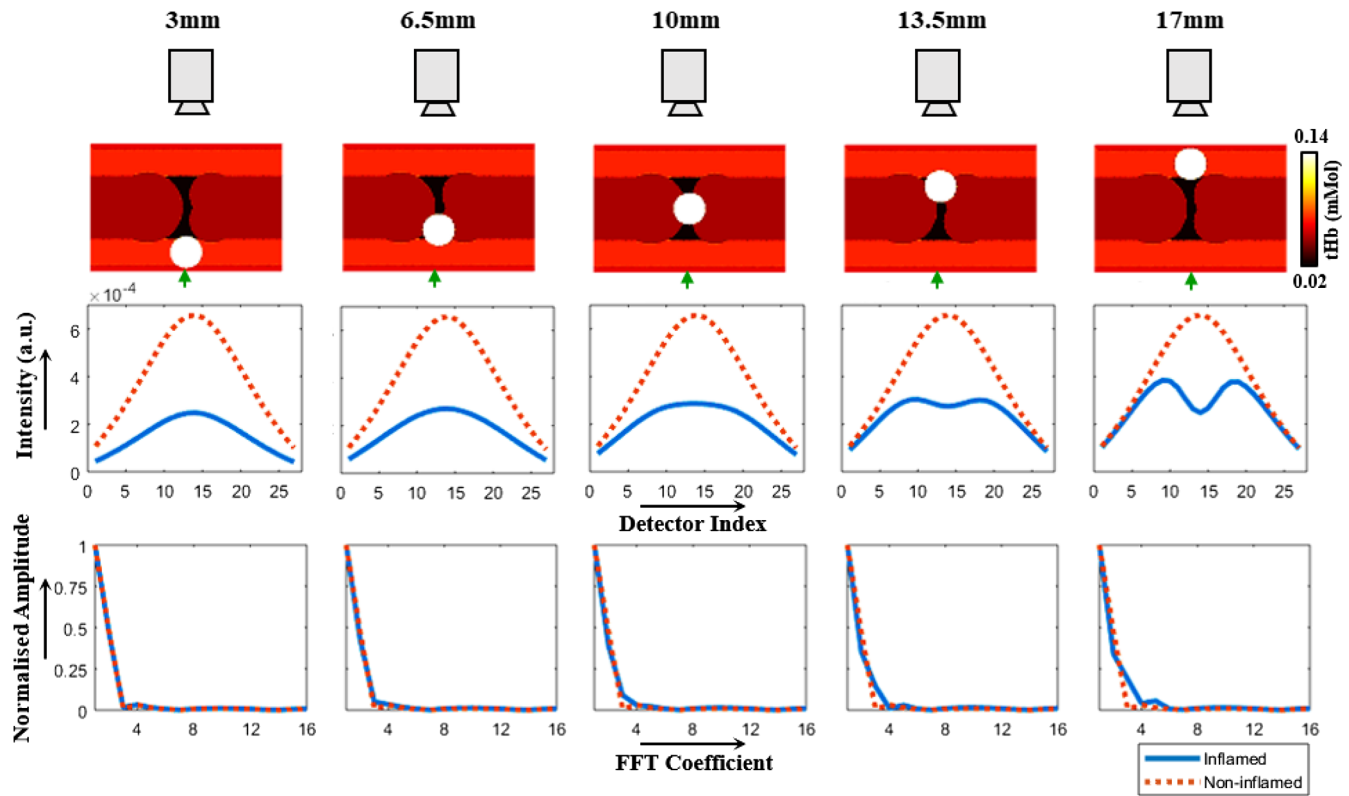 3mm 6.5mm 10mm 13.5mm 17mm
0.14
tHb (mMol)
0.02
× 10⁻⁴
Intensity (a.u.)
6
4
2
0
0 5 10 15 20 25
0 5 10 15 20 25
0 5 10 15 20 25
0 5 10 15 20 25
0 5 10 15 20 25
Detector Index
Normalised Amplitude
1
0.75
0.5
0.25
0
4 8 12 16
4 8 12 16
4 8 12 16
4 8 12 16
4 8 12 16
FFT Coefficient
Inflamed
Non-inflamed